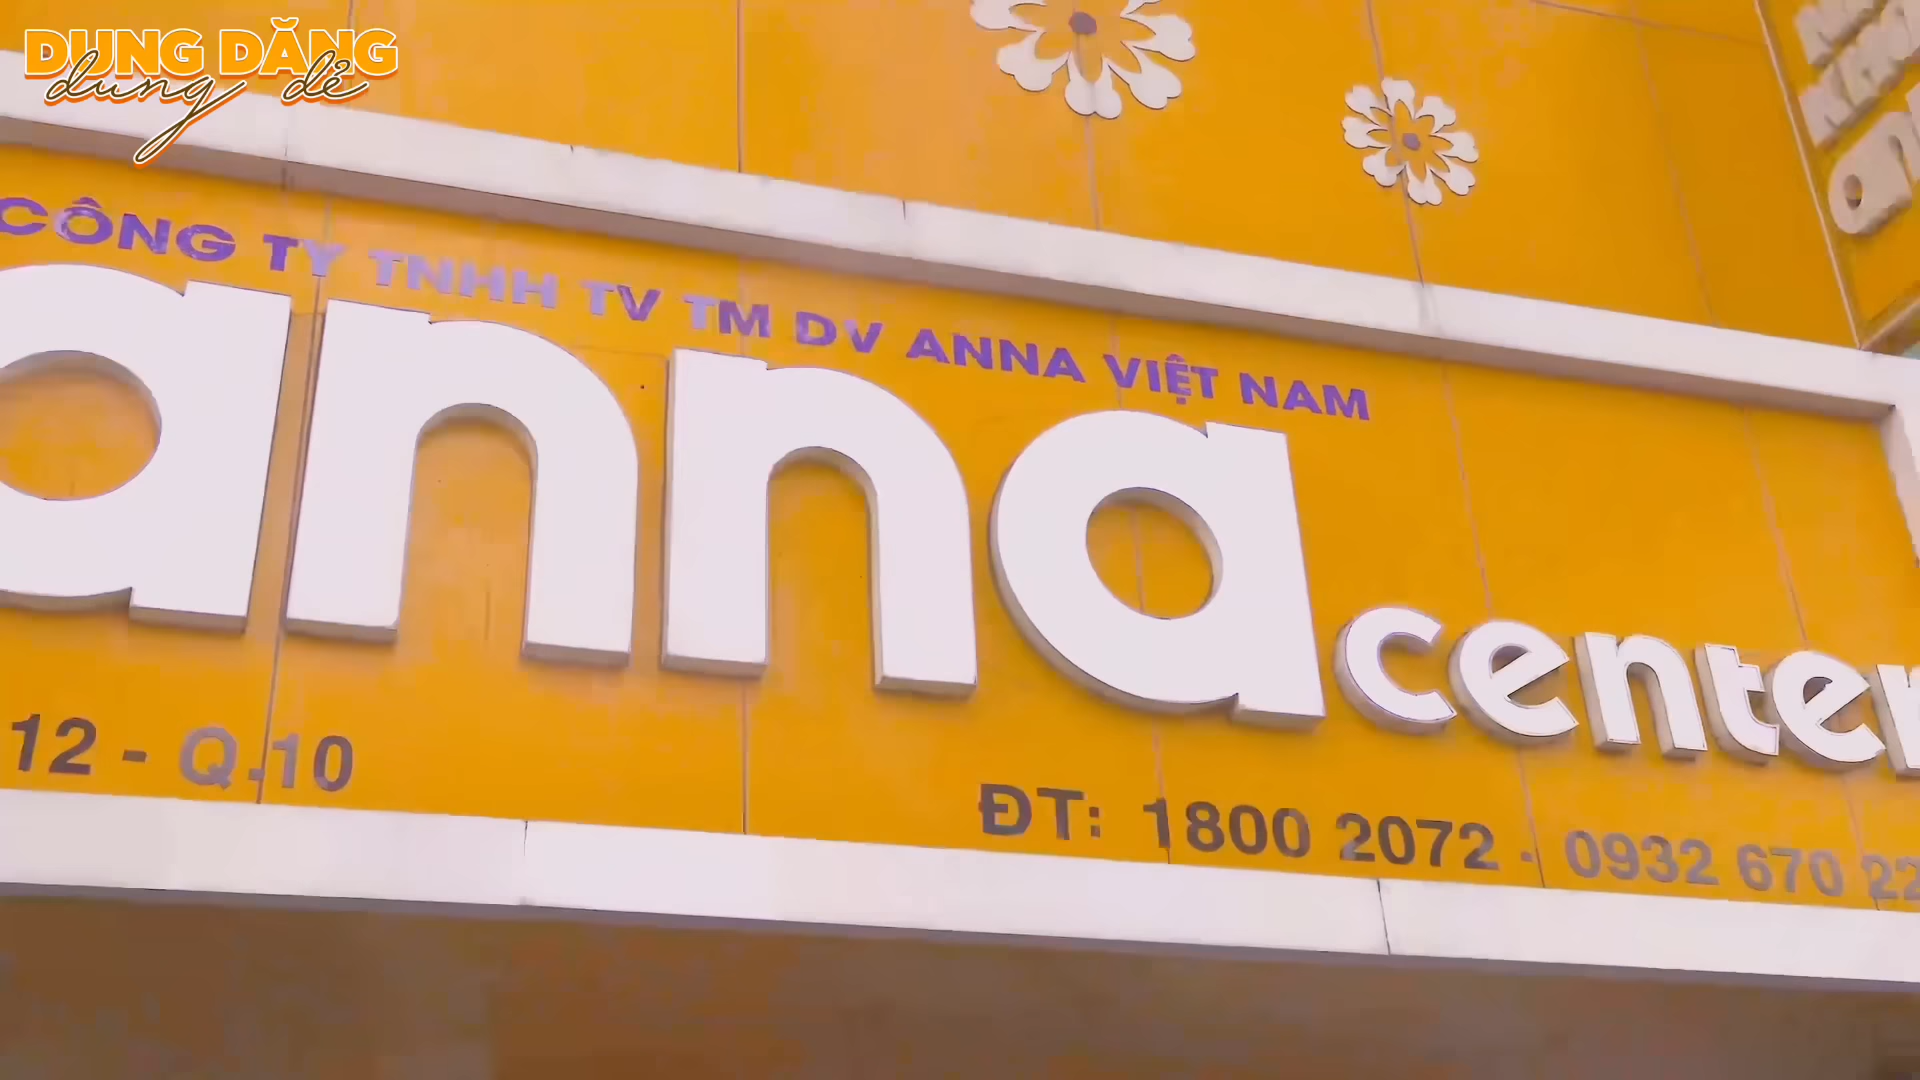 DUNG DĂNG
dung dẻ
CÔNG TY TNHH TV TM DV ANNA VIỆT NAM
anna center
12 - Q.10
ĐT: 1800 2072 - 0932 670 22